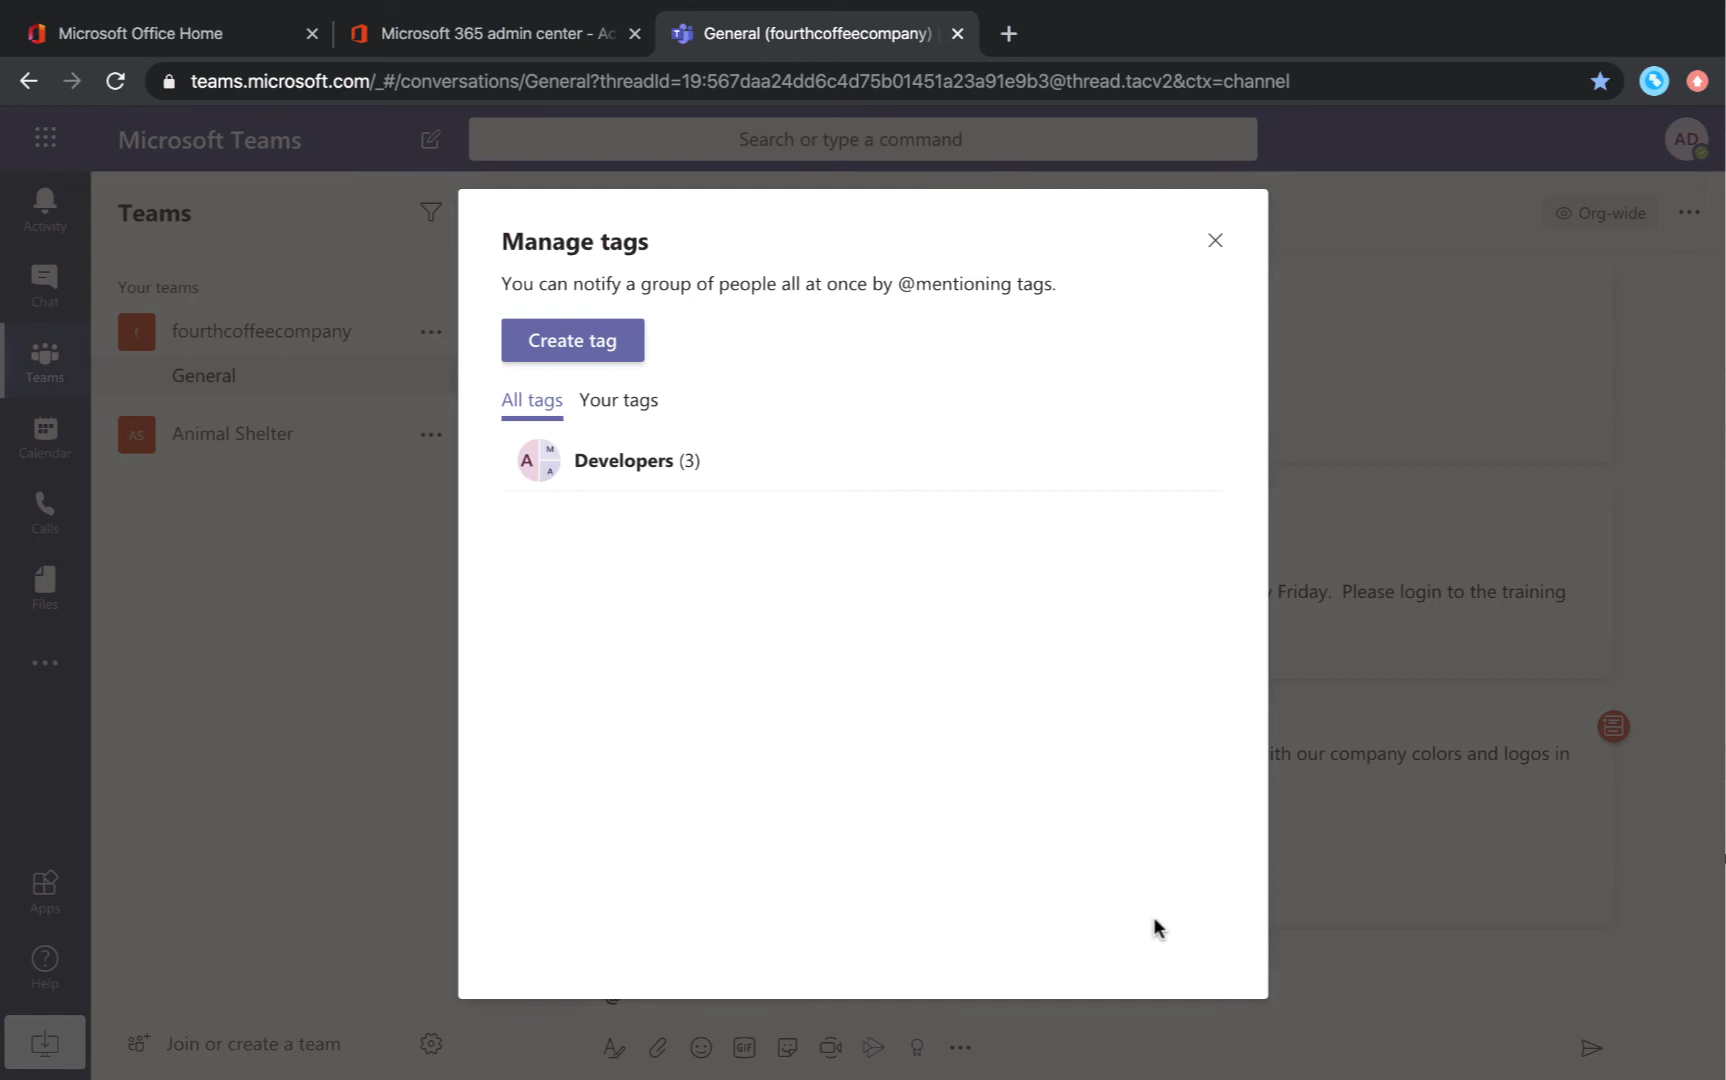 Microsoft Office Home
Microsoft 365 admin center - Ac
General (fourthcoffeecompany)
teams.microsoft.com/_#/conversations/General?threadId=19:567daa24dd6c4d75b01451a23a91e9b3@thread.tacv2&ctx=channel
Microsoft Teams
Search or type a command
AD
Activity
Chat
Teams
Calendar
Calls
Files
Apps
Help
Teams
Your teams
f fourthcoffeecompany
General
AS Animal Shelter
Join or create a team
Org-wide
Manage tags
You can notify a group of people all at once by @mentioning tags.
Create tag
All tags Your tags
A M A Developers (3)
Friday. Please login to the training
ith our company colors and logos in
GIF